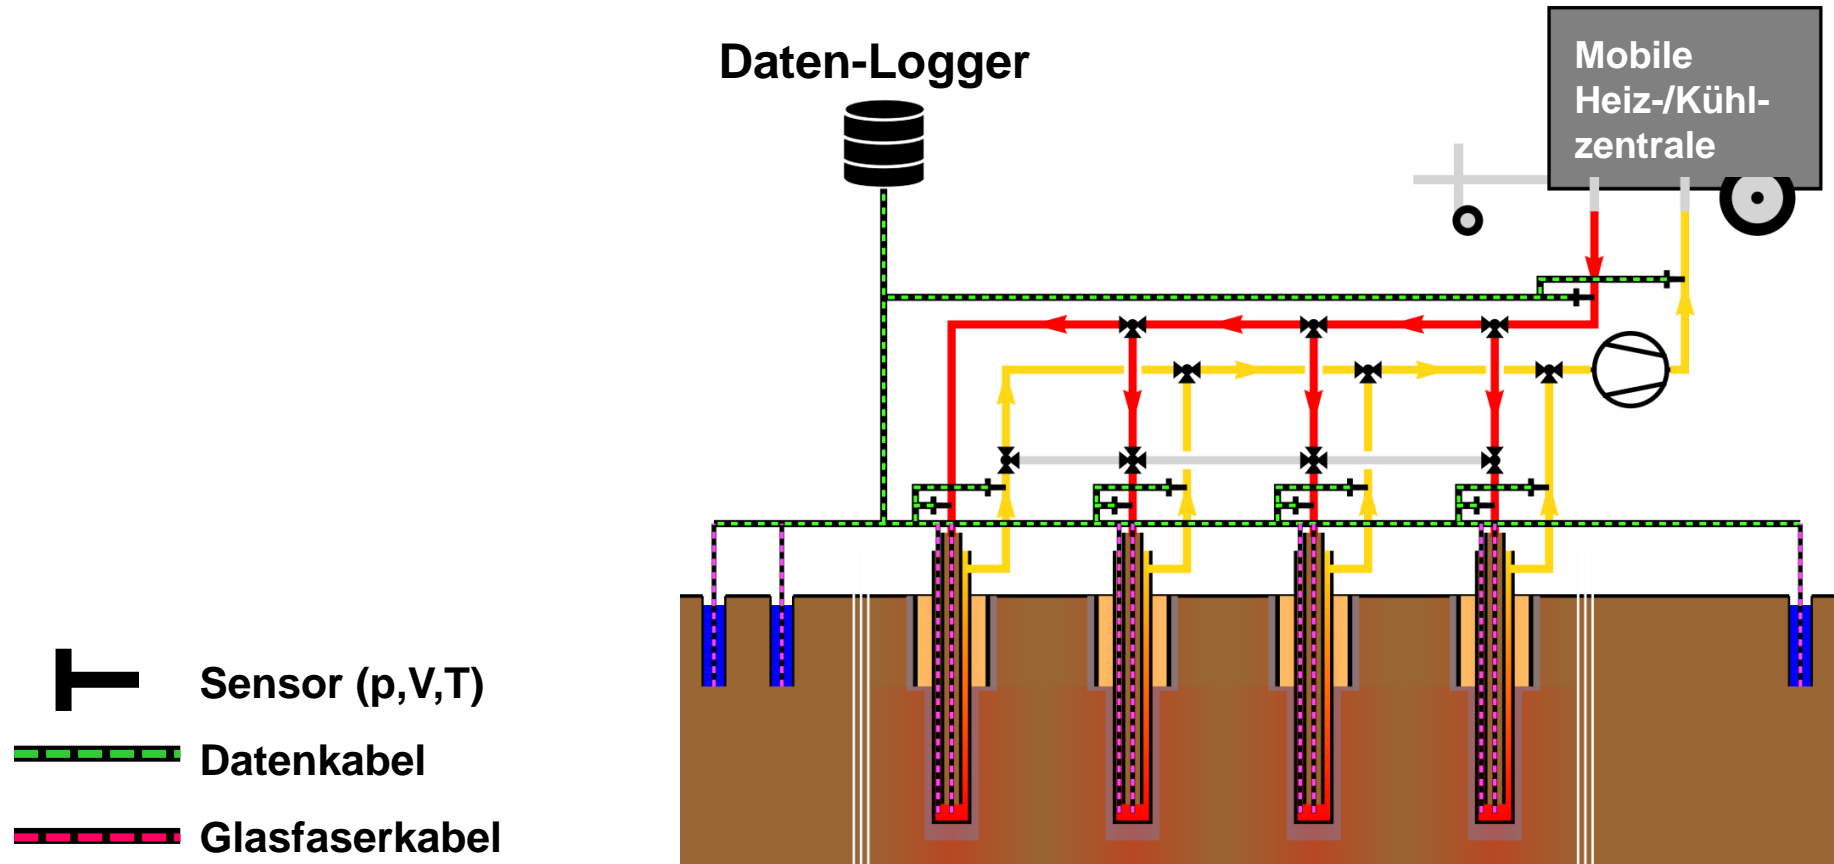 Daten-Logger
Mobile
Heiz-/Kühl-
zentrale
Sensor (p,V,T)
Datenkabel
Glasfaserkabel